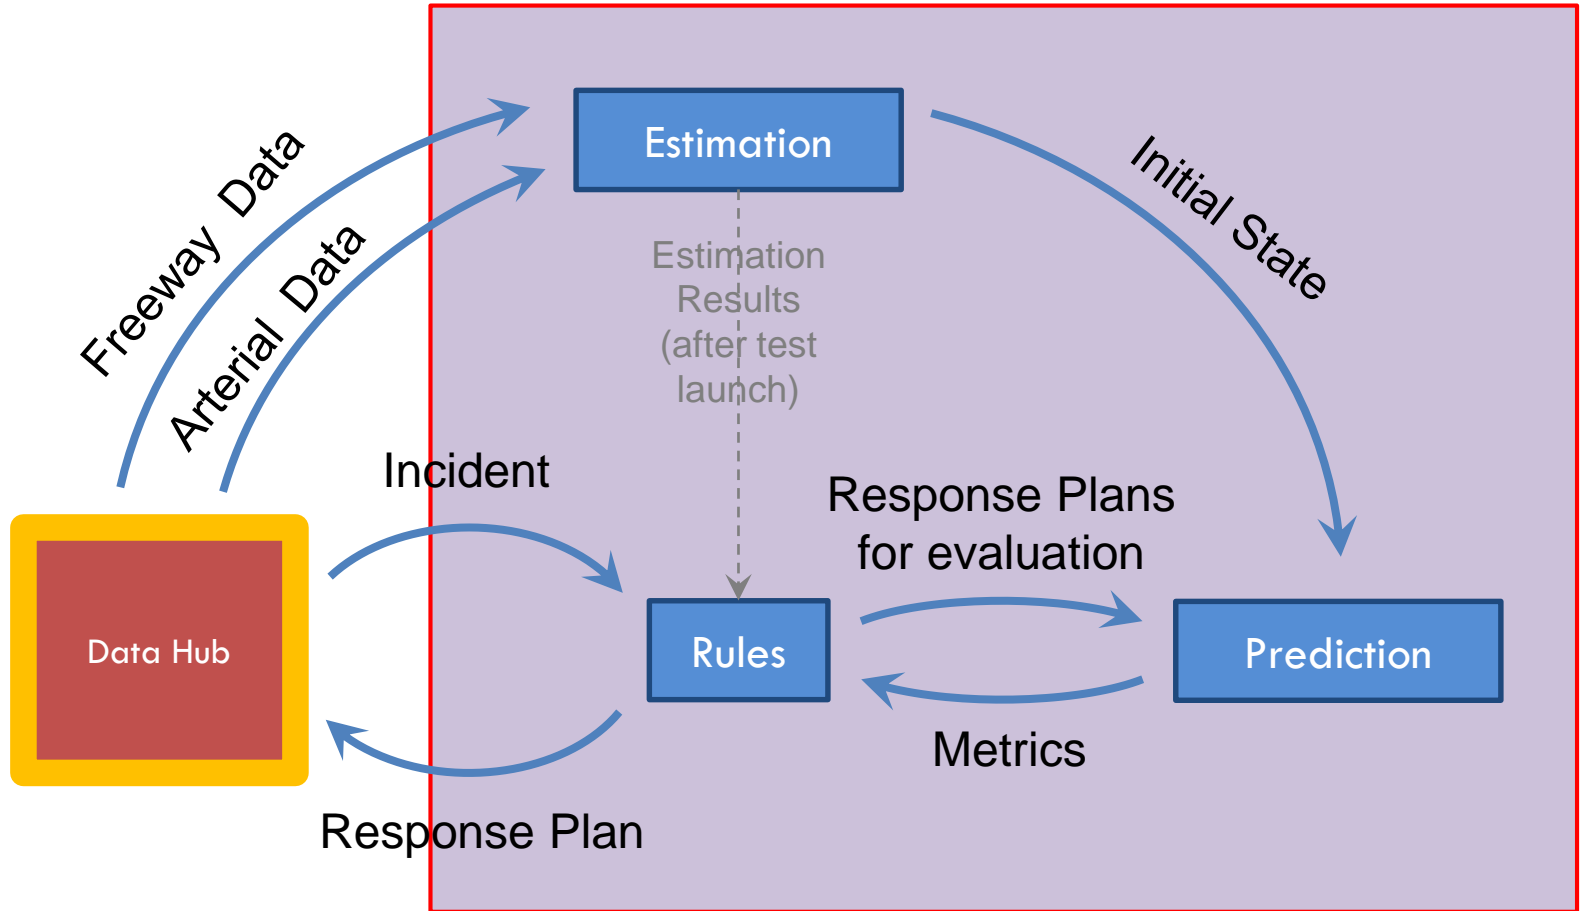 Estimation
Freeway Data
Arterial Data
Initial State
Estimation
Results
(after test
launch)
Incident
Response Plans
for evaluation
Data Hub
Rules
Prediction
Metrics
Response Plan